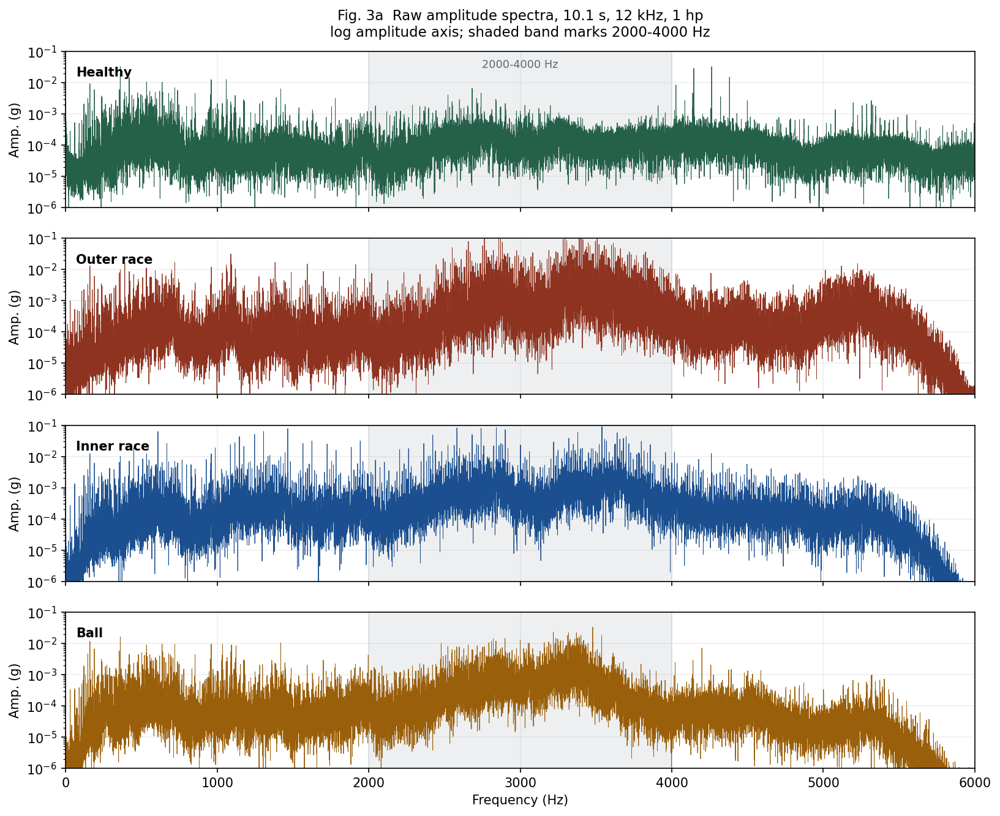 Fig. 3a  Raw amplitude spectra, 10.1 s, 12 kHz, 1 hp
log amplitude axis; shaded band marks 2000-4000 Hz
Healthy
2000-4000 Hz
Amp. (g)
10⁻¹
10⁻²
10⁻³
10⁻⁴
10⁻⁵
10⁻⁶
Outer race
Amp. (g)
10⁻¹
10⁻²
10⁻³
10⁻⁴
10⁻⁵
10⁻⁶
Inner race
Amp. (g)
10⁻¹
10⁻²
10⁻³
10⁻⁴
10⁻⁵
10⁻⁶
Ball
Amp. (g)
10⁻¹
10⁻²
10⁻³
10⁻⁴
10⁻⁵
10⁻⁶
0 1000 2000 3000 4000 5000 6000
Frequency (Hz)